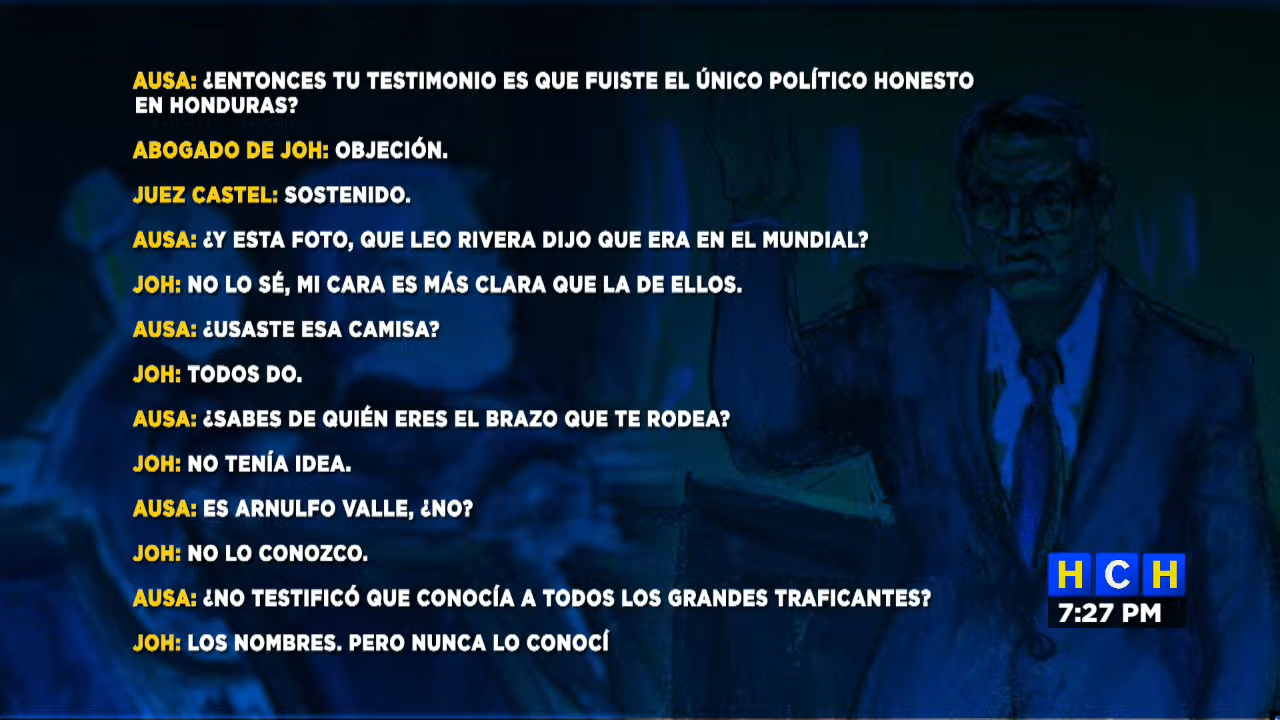 AUSA: ¿ENTONCES TU TESTIMONIO ES QUE FUISTE EL ÚNICO POLÍTICO HONESTO
EN HONDURAS?
ABOGADO DE JOH: OBJECIÓN.
JUEZ CASTEL: SOSTENIDO.
AUSA: ¿Y ESTA FOTO, QUE LEO RIVERA DIJO QUE ERA EN EL MUNDIAL?
JOH: NO LO SÉ, MI CARA ES MÁS CLARA QUE LA DE ELLOS.
AUSA: ¿USASTE ESA CAMISA?
JOH: TODOS DO.
AUSA: ¿SABES DE QUIÉN ERES EL BRAZO QUE TE RODEA?
JOH: NO TENÍA IDEA.
AUSA: ES ARNULFO VALLE, ¿NO?
JOH: NO LO CONOZCO.
AUSA: ¿NO TESTIFICÓ QUE CONOCÍA A TODOS LOS GRANDES TRAFICANTES?
JOH: LOS NOMBRES. PERO NUNCA LO CONOCÍ
HCH
7:27 PM